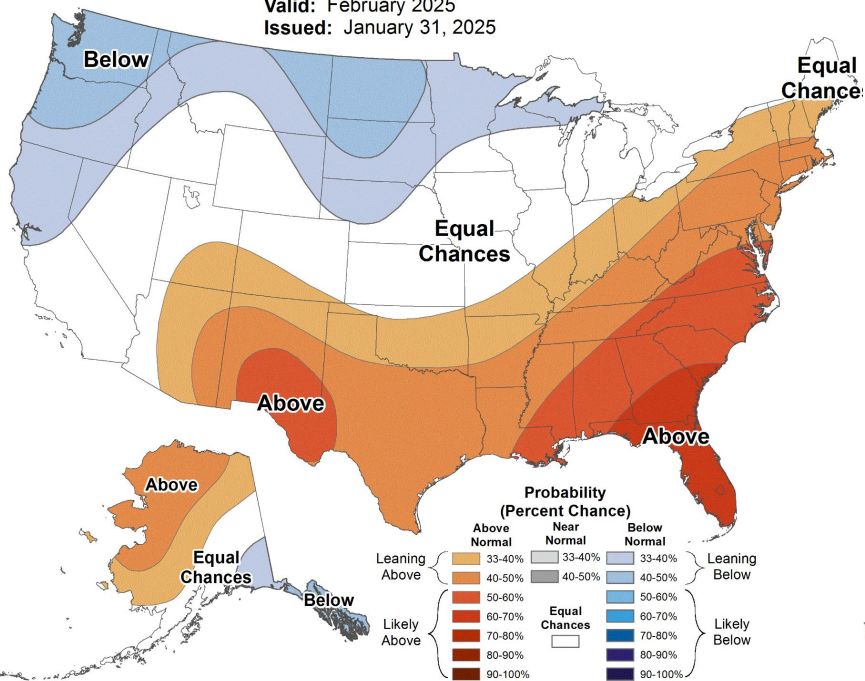 Valid: February 2025
Issued: January 31, 2025
Below
Equal
Chances
Equal
Chances
Above
Above
Above
Equal
Chances
Below
Probability
(Percent Chance)
Above
Normal
Near
Normal
Below
Normal
Leaning
Above
33-40%
33-40%
33-40%
Leaning
Below
40-50%
40-50%
40-50%
50-60%
50-60%
Likely
Above
60-70%
Equal
Chances
60-70%
Likely
Below
70-80%
70-80%
80-90%
80-90%
90-100%
90-100%